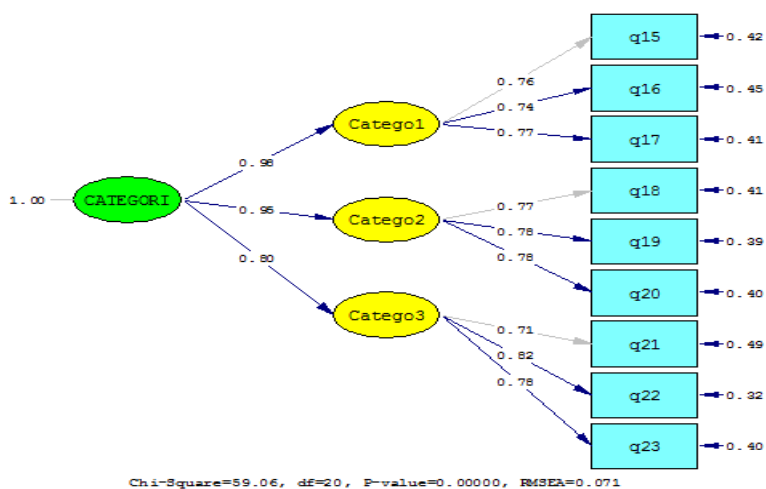 q15
0.42
0.76
q16
0.45
0.74
Catego1
q17
0.41
0.77
0.98
q18
0.41
0.77
1.00
CATEGORI
0.95
Catego2
q19
0.39
0.78
0.78
q20
0.40
0.80
Catego3
q21
0.49
0.71
0.82
q22
0.32
0.78
q23
0.40
Chi-Square=59.06, df=20, P-value=0.00000, RMSEA=0.071